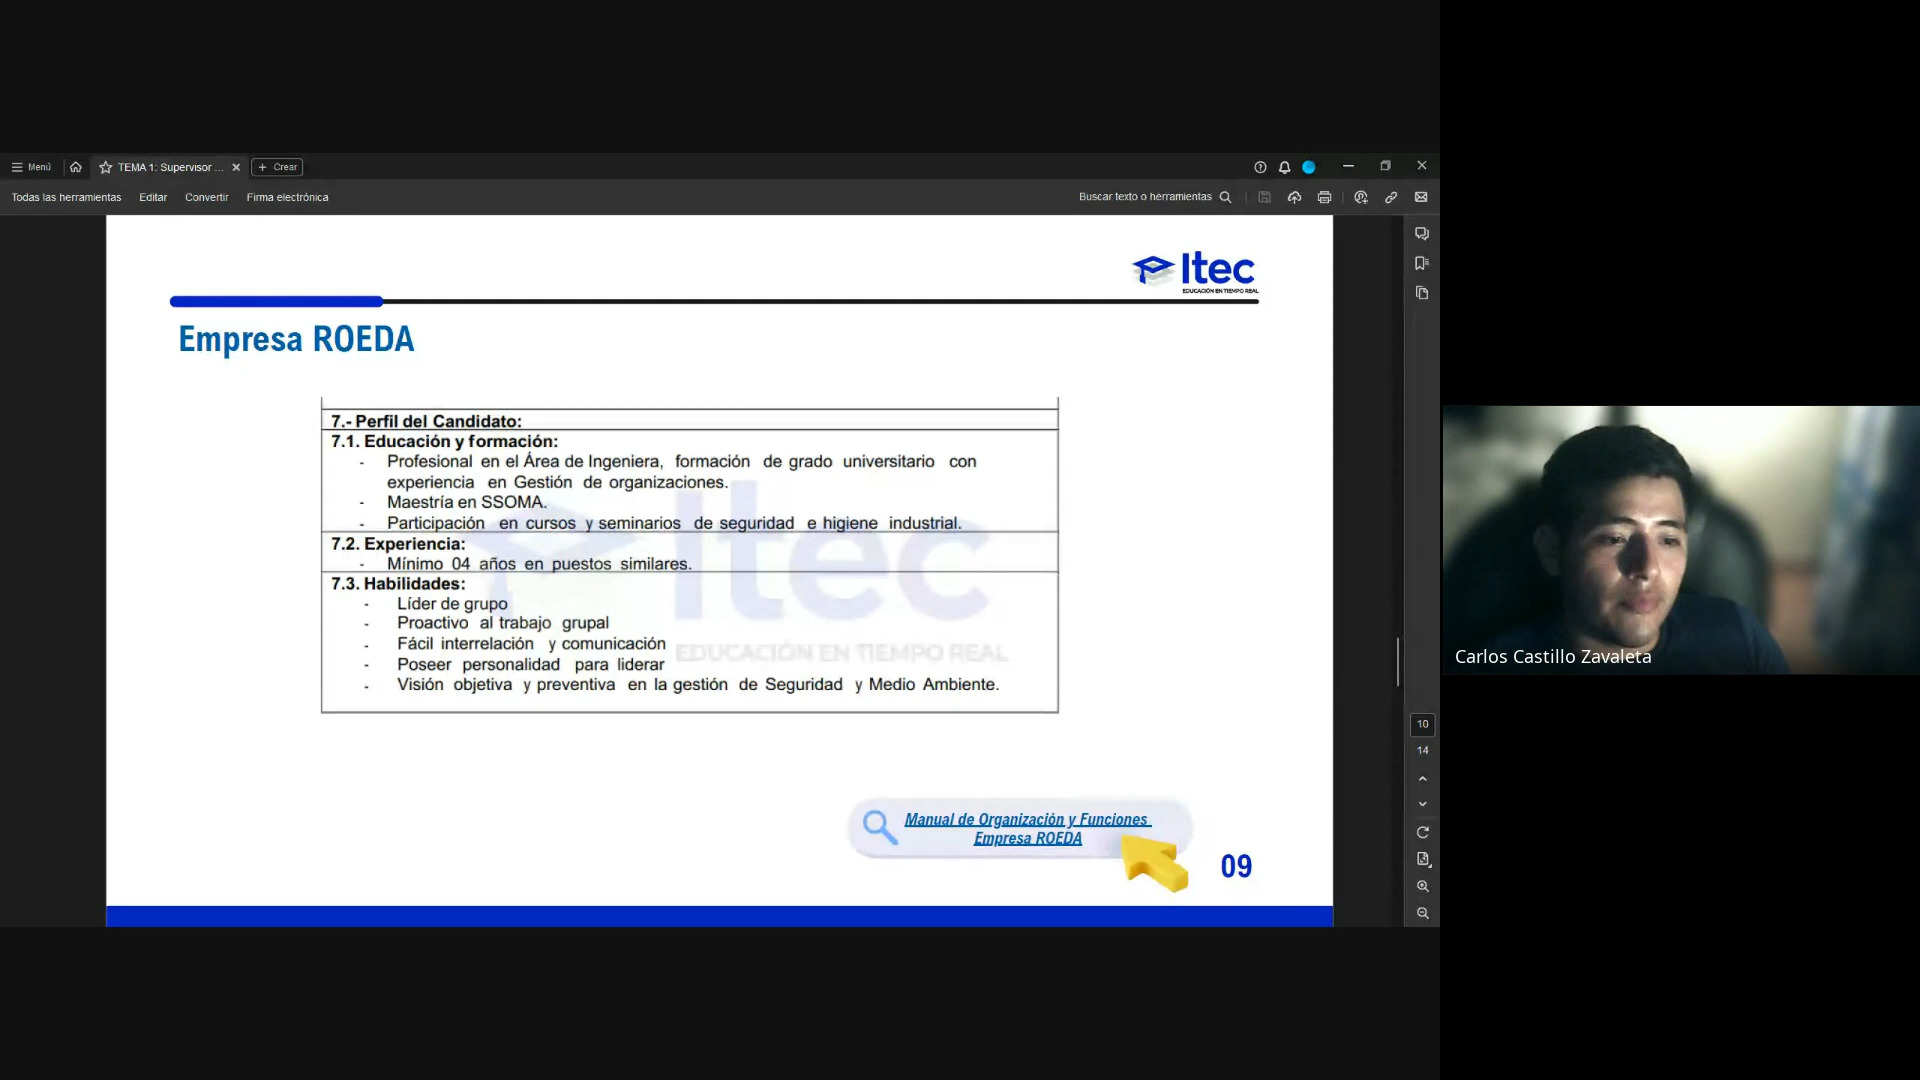 Menú
TEMA 1: Supervisor ...
Crear
Todas las herramientas
Editar
Convertir
Firma electrónica
Buscar texto o herramientas
Itec
EDUCACIÓN EN TIEMPO REAL
Empresa ROEDA
7.- Perfil del Candidato:
7.1. Educación y formación:
- Profesional en el Área de Ingeniera, formación de grado universitario con
experiencia en Gestión de organizaciones.
- Maestría en SSOMA.
- Participación en cursos y seminarios de seguridad e higiene industrial.
7.2. Experiencia:
- Mínimo 04 años en puestos similares.
7.3. Habilidades:
- Líder de grupo
- Proactivo al trabajo grupal
- Fácil interrelación y comunicación
- Poseer personalidad para liderar
- Visión objetiva y preventiva en la gestión de Seguridad y Medio Ambiente.
Itec
EDUCACIÓN EN TIEMPO REAL
Manual de Organización y Funciones
Empresa ROEDA
09
10
14
Carlos Castillo Zavaleta